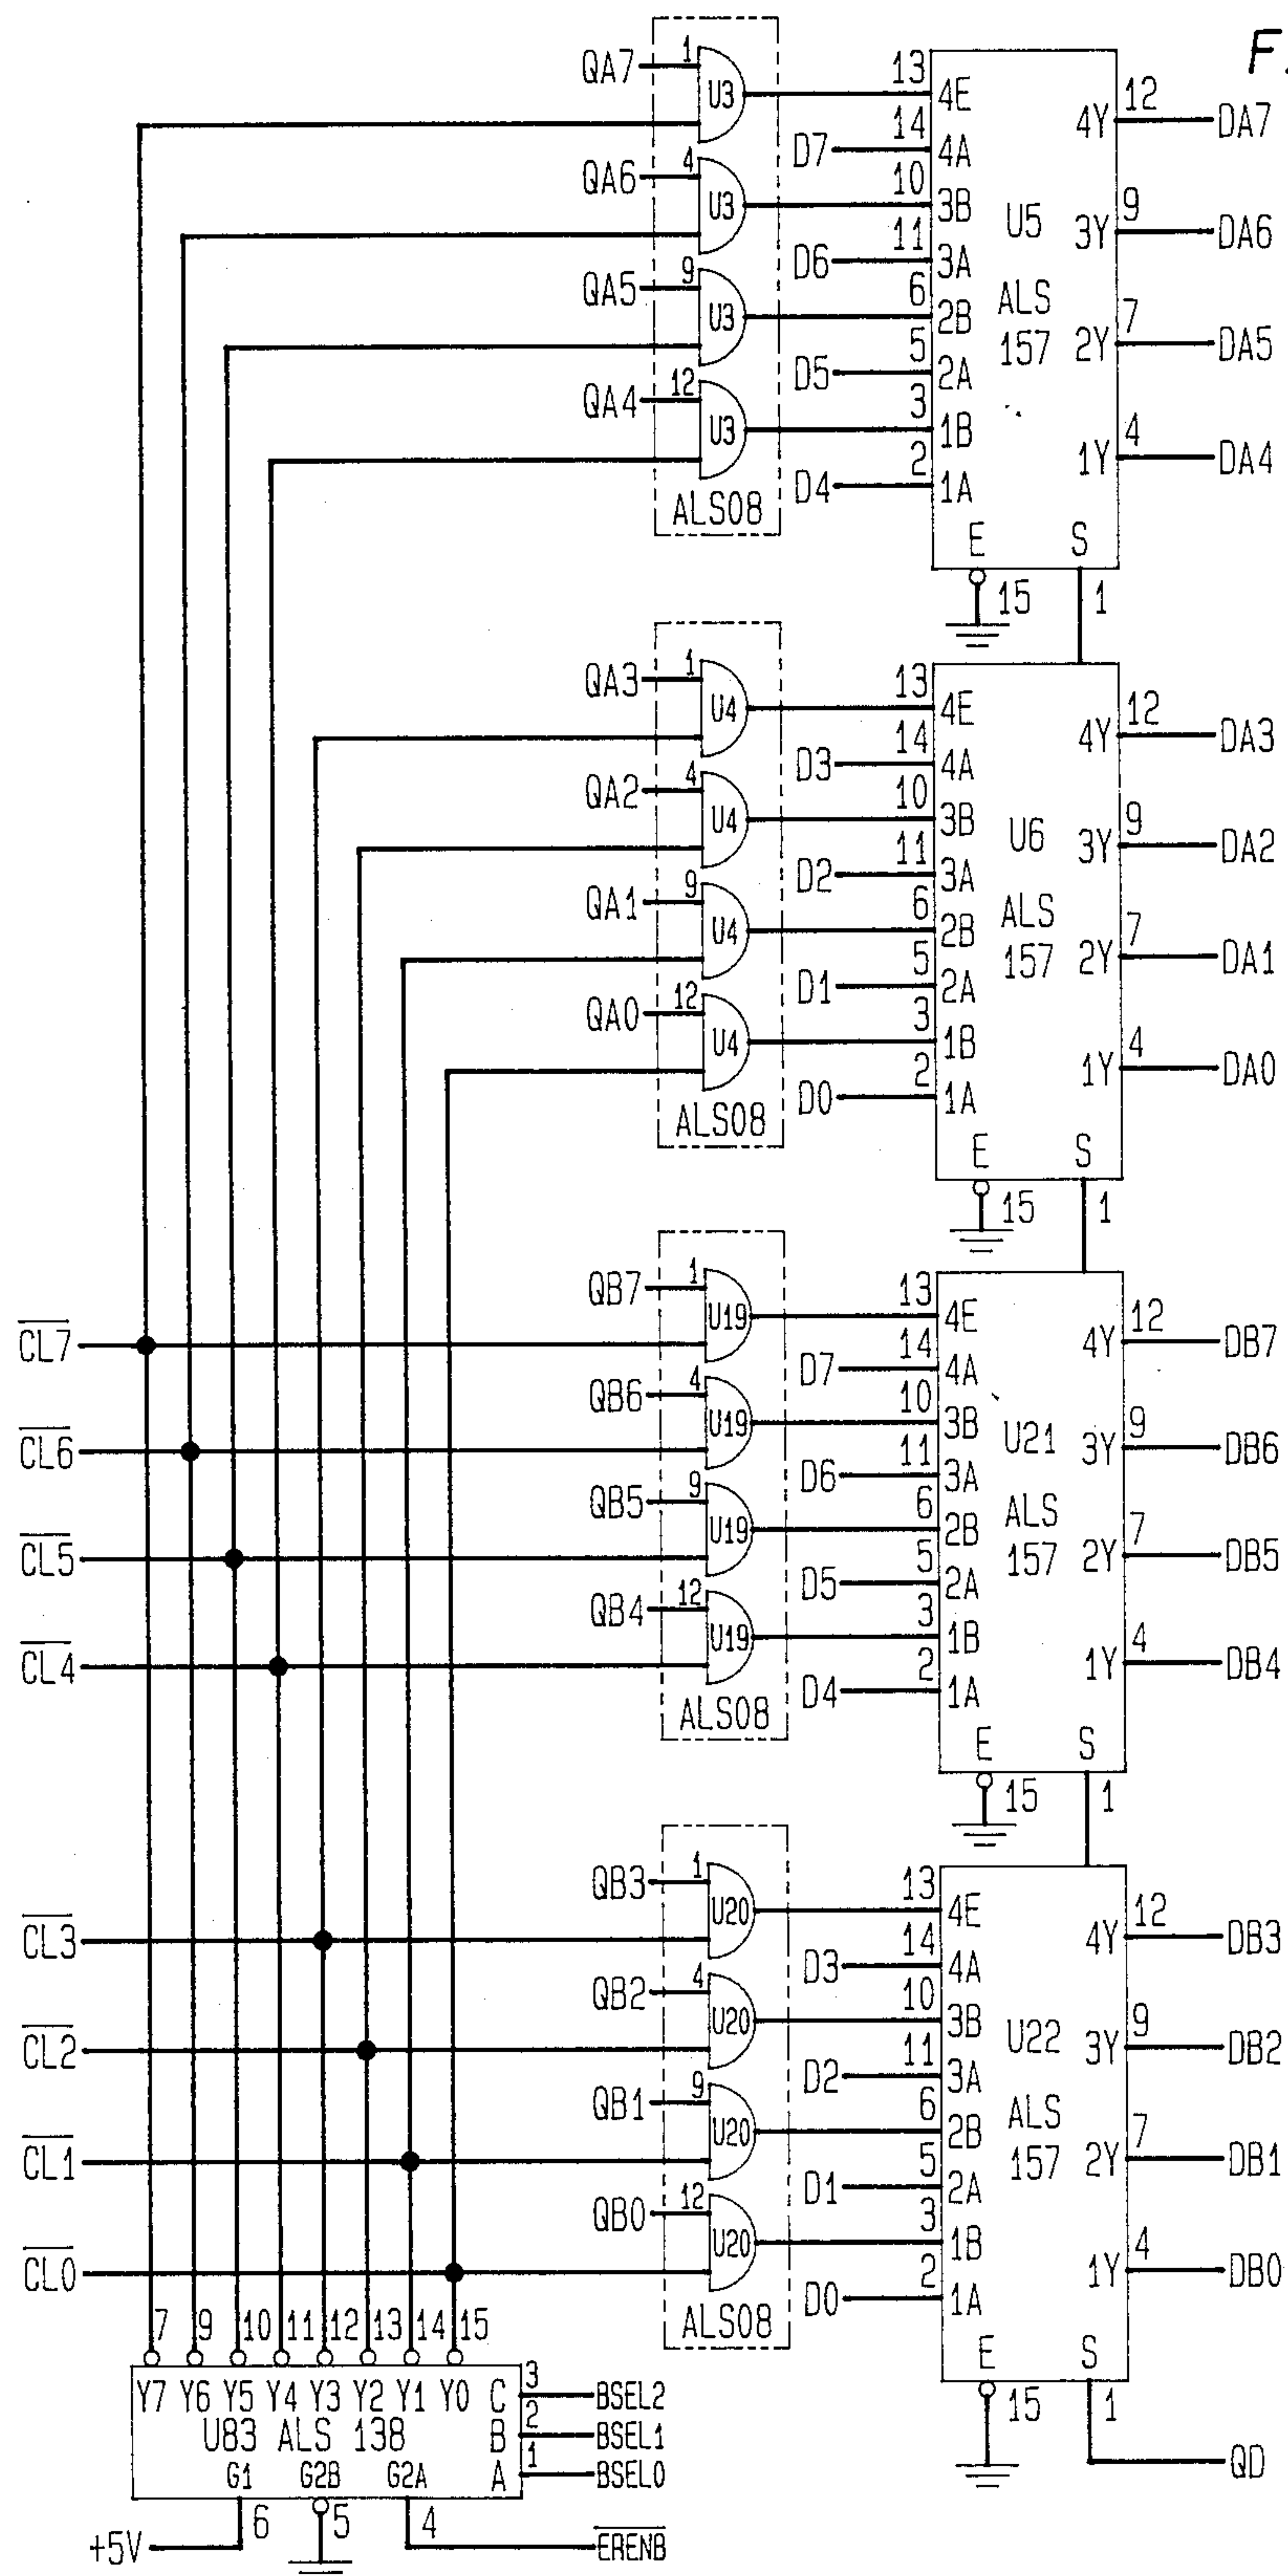 F.
QA7 1 U3 13 4E 4Y 12 DA7
D7 14 4A
QA6 4 U3 10 3B U5 3Y 9 DA6
D6 11 3A
QA5 9 U3 6 2B ALS 2Y 7 DA5
D5 5 2A 157
QA4 12 U3 3 1B 1Y 4 DA4
D4 2 1A
ALS08
E S
15 1
QA3 1 U4 13 4E 4Y 12 DA3
D3 14 4A
QA2 4 U4 10 3B U6 3Y 9 DA2
D2 11 3A
QA1 9 U4 6 2B ALS 2Y 7 DA1
D1 5 2A 157
QA0 12 U4 3 1B 1Y 4 DA0
D0 2 1A
ALS08
E S
15 1
QB7 1 U19 13 4E 4Y 12 DB7
C̅L̅7̅ D7 14 4A
QB6 4 U19 10 3B U21 3Y 9 DB6
C̅L̅6̅ D6 11 3A
QB5 9 U19 6 2B ALS 2Y 7 DB5
C̅L̅5̅ D5 5 2A 157
QB4 12 U19 3 1B 1Y 4 DB4
C̅L̅4̅ D4 2 1A
ALS08
E S
15 1
QB3 1 U20 13 4E 4Y 12 DB3
C̅L̅3̅ D3 14 4A
QB2 4 U20 10 3B U22 3Y 9 DB2
C̅L̅2̅ D2 11 3A
QB1 9 U20 6 2B ALS 2Y 7 DB1
C̅L̅1̅ D1 5 2A 157
QB0 12 U20 3 1B 1Y 4 DB0
C̅L̅0̅ D0 2 1A
ALS08
E S
15 1
QD
7 9 10 11 12 13 14 15
Y7 Y6 Y5 Y4 Y3 Y2 Y1 Y0 C 3 BSEL2
U83 ALS 138 B 2 BSEL1
G1 G2B G2A A 1 BSEL0
6 5 4
+5V E̅R̅E̅N̅B̅